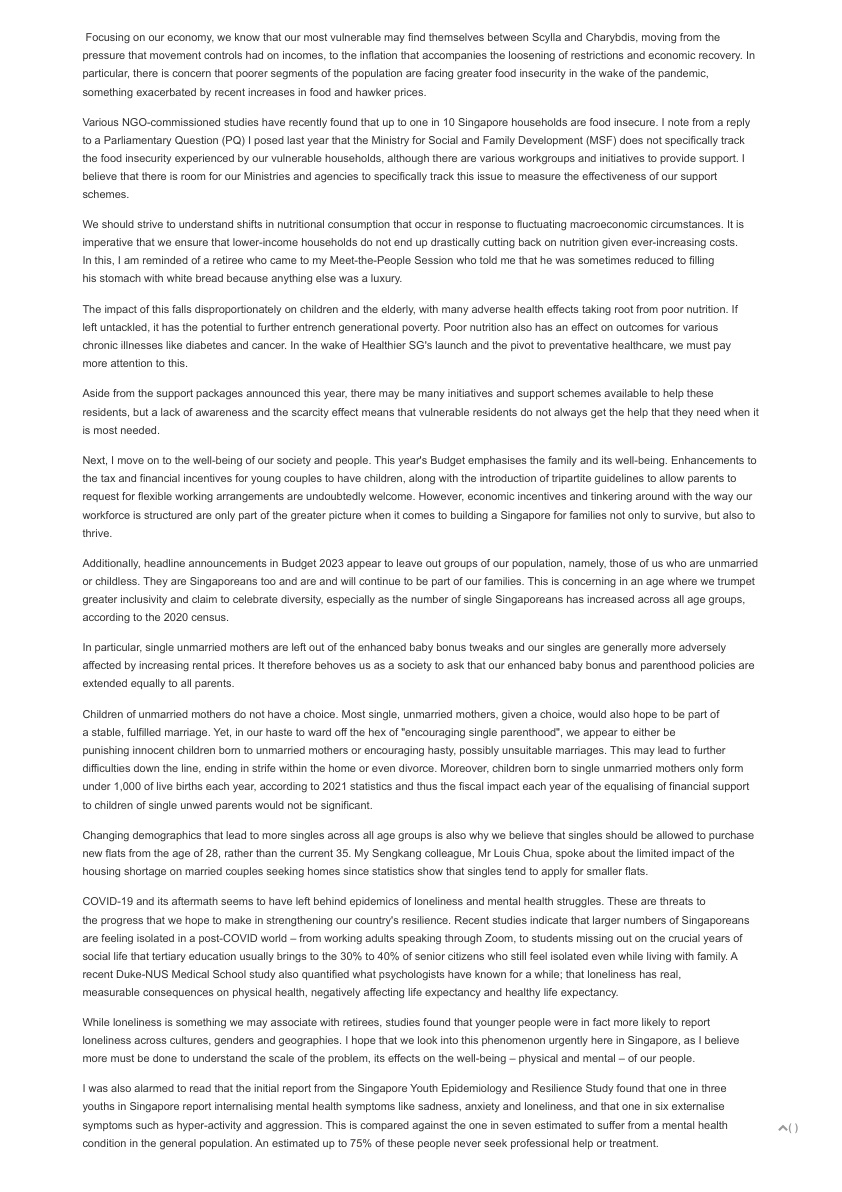 Focusing on our economy, we know that our most vulnerable may find themselves between Scylla and Charybdis, moving from the
pressure that movement controls had on incomes, to the inflation that accompanies the loosening of restrictions and economic recovery. In
particular, there is concern that poorer segments of the population are facing greater food insecurity in the wake of the pandemic,
something exacerbated by recent increases in food and hawker prices.
Various NGO-commissioned studies have recently found that up to one in 10 Singapore households are food insecure. I note from a reply
to a Parliamentary Question (PQ) I posed last year that the Ministry for Social and Family Development (MSF) does not specifically track
the food insecurity experienced by our vulnerable households, although there are various workgroups and initiatives to provide support. I
believe that there is room for our Ministries and agencies to specifically track this issue to measure the effectiveness of our support
schemes.
We should strive to understand shifts in nutritional consumption that occur in response to fluctuating macroeconomic circumstances. It is
imperative that we ensure that lower-income households do not end up drastically cutting back on nutrition given ever-increasing costs.
In this, I am reminded of a retiree who came to my Meet-the-People Session who told me that he was sometimes reduced to filling
his stomach with white bread because anything else was a luxury.
The impact of this falls disproportionately on children and the elderly, with many adverse health effects taking root from poor nutrition. If
left untackled, it has the potential to further entrench generational poverty. Poor nutrition also has an effect on outcomes for various
chronic illnesses like diabetes and cancer. In the wake of Healthier SG's launch and the pivot to preventative healthcare, we must pay
more attention to this.
Aside from the support packages announced this year, there may be many initiatives and support schemes available to help these
residents, but a lack of awareness and the scarcity effect means that vulnerable residents do not always get the help that they need when it
is most needed.
Next, I move on to the well-being of our society and people. This year's Budget emphasises the family and its well-being. Enhancements to
the tax and financial incentives for young couples to have children, along with the introduction of tripartite guidelines to allow parents to
request for flexible working arrangements are undoubtedly welcome. However, economic incentives and tinkering around with the way our
workforce is structured are only part of the greater picture when it comes to building a Singapore for families not only to survive, but also to
thrive.
Additionally, headline announcements in Budget 2023 appear to leave out groups of our population, namely, those of us who are unmarried
or childless. They are Singaporeans too and are and will continue to be part of our families. This is concerning in an age where we trumpet
greater inclusivity and claim to celebrate diversity, especially as the number of single Singaporeans has increased across all age groups,
according to the 2020 census.
In particular, single unmarried mothers are left out of the enhanced baby bonus tweaks and our singles are generally more adversely
affected by increasing rental prices. It therefore behoves us as a society to ask that our enhanced baby bonus and parenthood policies are
extended equally to all parents.
Children of unmarried mothers do not have a choice. Most single, unmarried mothers, given a choice, would also hope to be part of
a stable, fulfilled marriage. Yet, in our haste to ward off the hex of "encouraging single parenthood", we appear to either be
punishing innocent children born to unmarried mothers or encouraging hasty, possibly unsuitable marriages. This may lead to further
difficulties down the line, ending in strife within the home or even divorce. Moreover, children born to single unmarried mothers only form
under 1,000 of live births each year, according to 2021 statistics and thus the fiscal impact each year of the equalising of financial support
to children of single unwed parents would not be significant.
Changing demographics that lead to more singles across all age groups is also why we believe that singles should be allowed to purchase
new flats from the age of 28, rather than the current 35. My Sengkang colleague, Mr Louis Chua, spoke about the limited impact of the
housing shortage on married couples seeking homes since statistics show that singles tend to apply for smaller flats.
COVID-19 and its aftermath seems to have left behind epidemics of loneliness and mental health struggles. These are threats to
the progress that we hope to make in strengthening our country's resilience. Recent studies indicate that larger numbers of Singaporeans
are feeling isolated in a post-COVID world – from working adults speaking through Zoom, to students missing out on the crucial years of
social life that tertiary education usually brings to the 30% to 40% of senior citizens who still feel isolated even while living with family. A
recent Duke-NUS Medical School study also quantified what psychologists have known for a while; that loneliness has real,
measurable consequences on physical health, negatively affecting life expectancy and healthy life expectancy.
While loneliness is something we may associate with retirees, studies found that younger people were in fact more likely to report
loneliness across cultures, genders and geographies. I hope that we look into this phenomenon urgently here in Singapore, as I believe
more must be done to understand the scale of the problem, its effects on the well-being – physical and mental – of our people.
I was also alarmed to read that the initial report from the Singapore Youth Epidemiology and Resilience Study found that one in three
youths in Singapore report internalising mental health symptoms like sadness, anxiety and loneliness, and that one in six externalise
symptoms such as hyper-activity and aggression. This is compared against the one in seven estimated to suffer from a mental health
condition in the general population. An estimated up to 75% of these people never seek professional help or treatment.
( )